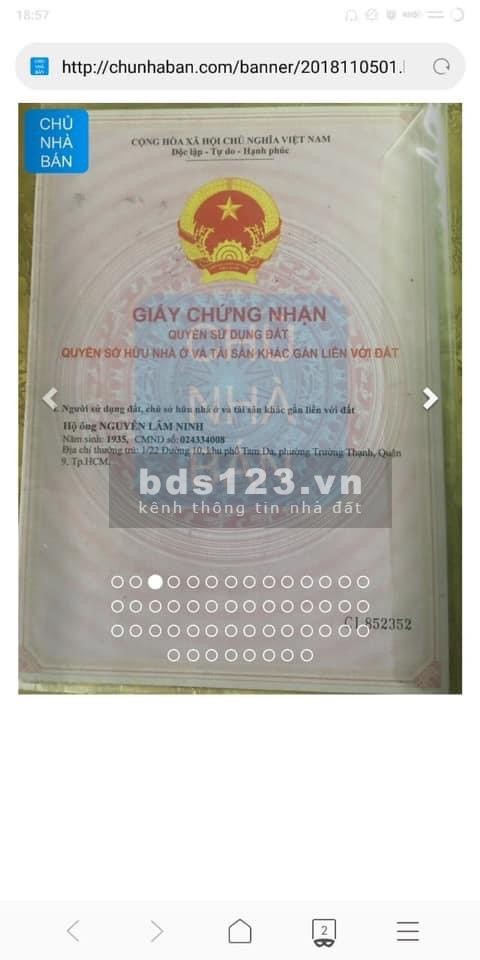 18:57
CHỦ NHÀ BÁN
http://chunhaban.com/banner/2018110501.
CHỦ
NHÀ
BÁN
CỘNG HÒA XÃ HỘI CHỦ NGHĨA VIỆT NAM
Độc lập - Tự do - Hạnh phúc
GIẤY CHỨNG NHẬN
QUYỀN SỬ DỤNG ĐẤT
QUYỀN SỞ HỮU NHÀ Ở VÀ TÀI SẢN KHÁC GẮN LIỀN VỚI ĐẤT
CHỦ
NHÀ
BÁN
I. Người sử dụng đất, chủ sở hữu nhà ở và tài sản khác gắn liền với đất
Hộ ông NGUYỄN LÂM NINH
Năm sinh: 1935, CMND số: 024334008
Địa chỉ thường trú: 1/22 Đường 10, khu phố Tam Đa, phường Trường Thạnh, Quận
9, Tp.HCM.
bds123.vn
kênh thông tin nhà đất
CI 852352
2